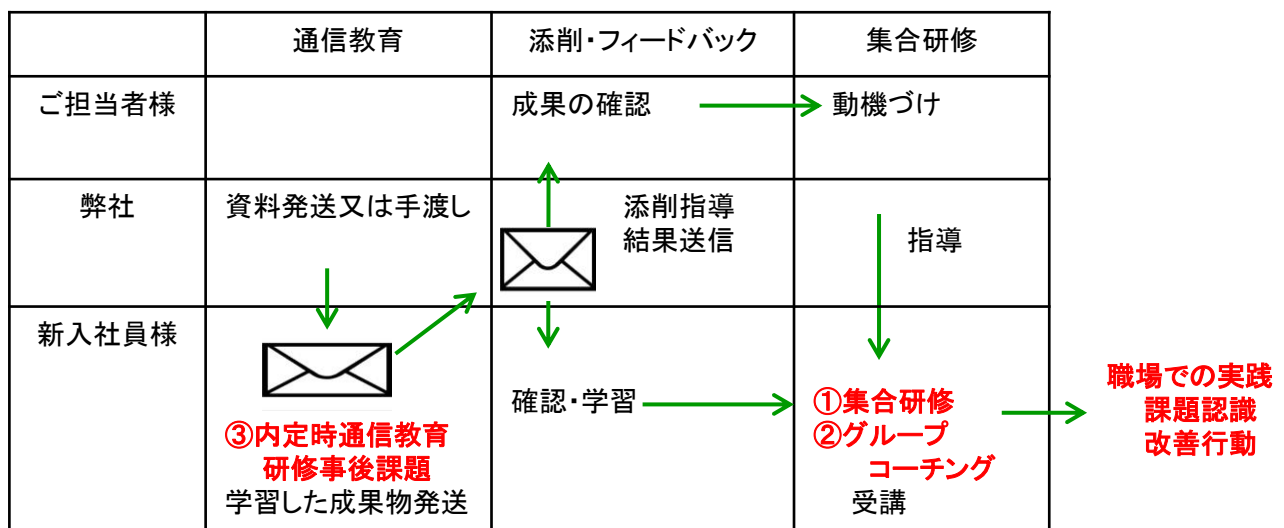 通信教育
添削・フィードバック
集合研修
ご担当者様
成果の確認
動機づけ
弊社
資料発送又は手渡し
添削指導
結果送信
指導
新入社員様
③内定時通信教育
研修事後課題
学習した成果物発送
確認・学習
①集合研修
②グループ
コーチング
受講
職場での実践
課題認識
改善行動